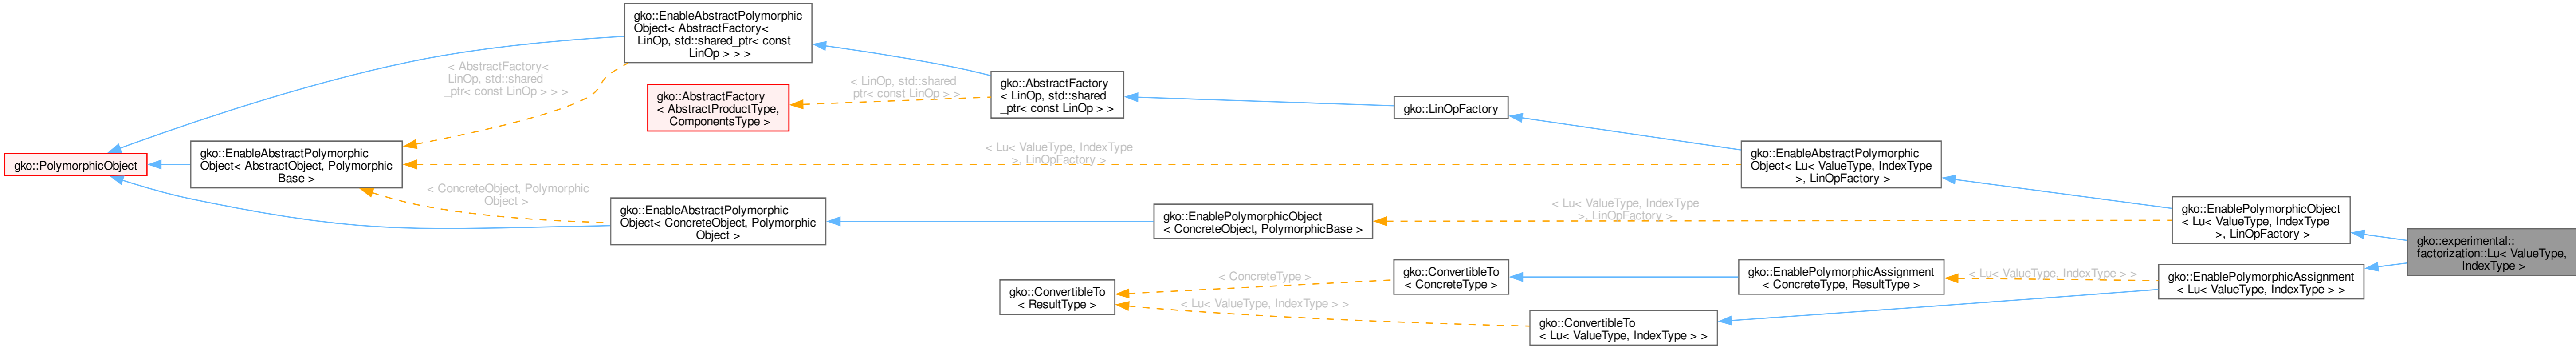 gko::PolymorphicObject
gko::EnableAbstractPolymorphic
Object< AbstractFactory<
LinOp, std::shared_ptr< const
LinOp > > >
< AbstractFactory<
LinOp, std::shared
_ptr< const LinOp > > >
gko::EnableAbstractPolymorphic
Object< AbstractObject, Polymorphic
Base >
< ConcreteObject, Polymorphic
Object >
gko::AbstractFactory
< AbstractProductType,
ComponentsType >
gko::EnableAbstractPolymorphic
Object< ConcreteObject, Polymorphic
Object >
< LinOp, std::shared
_ptr< const LinOp > >
gko::AbstractFactory
< LinOp, std::shared
_ptr< const LinOp > >
< Lu< ValueType, IndexType
>, LinOpFactory >
gko::EnablePolymorphicObject
< ConcreteObject, PolymorphicBase >
gko::ConvertibleTo
< ResultType >
< ConcreteType >
< Lu< ValueType, IndexType > >
gko::LinOpFactory
gko::ConvertibleTo
< ConcreteType >
gko::ConvertibleTo
< Lu< ValueType, IndexType > >
< Lu< ValueType, IndexType
>, LinOpFactory >
gko::EnableAbstractPolymorphic
Object< Lu< ValueType, IndexType
>, LinOpFactory >
gko::EnablePolymorphicAssignment
< ConcreteType, ResultType >
< Lu< ValueType, IndexType > >
gko::EnablePolymorphicObject
< Lu< ValueType, IndexType
>, LinOpFactory >
gko::EnablePolymorphicAssignment
< Lu< ValueType, IndexType > >
gko::experimental::
factorization::Lu< ValueType,
IndexType >